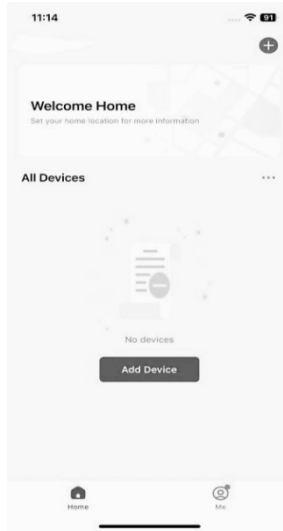 11:14
91
Welcome Home
Set your home location for more information
All Devices
No devices
Add Device
Home
Me